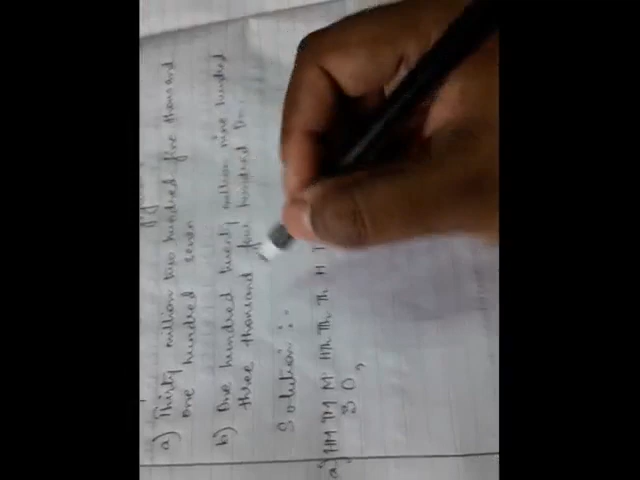 a) Thirty million two hundred five thousand
one hundred seven
b) One hundred twenty million nine hundred
three thousand four hundred
Solution :-
a) HM TM M HTh TTh Th H T
3 0,